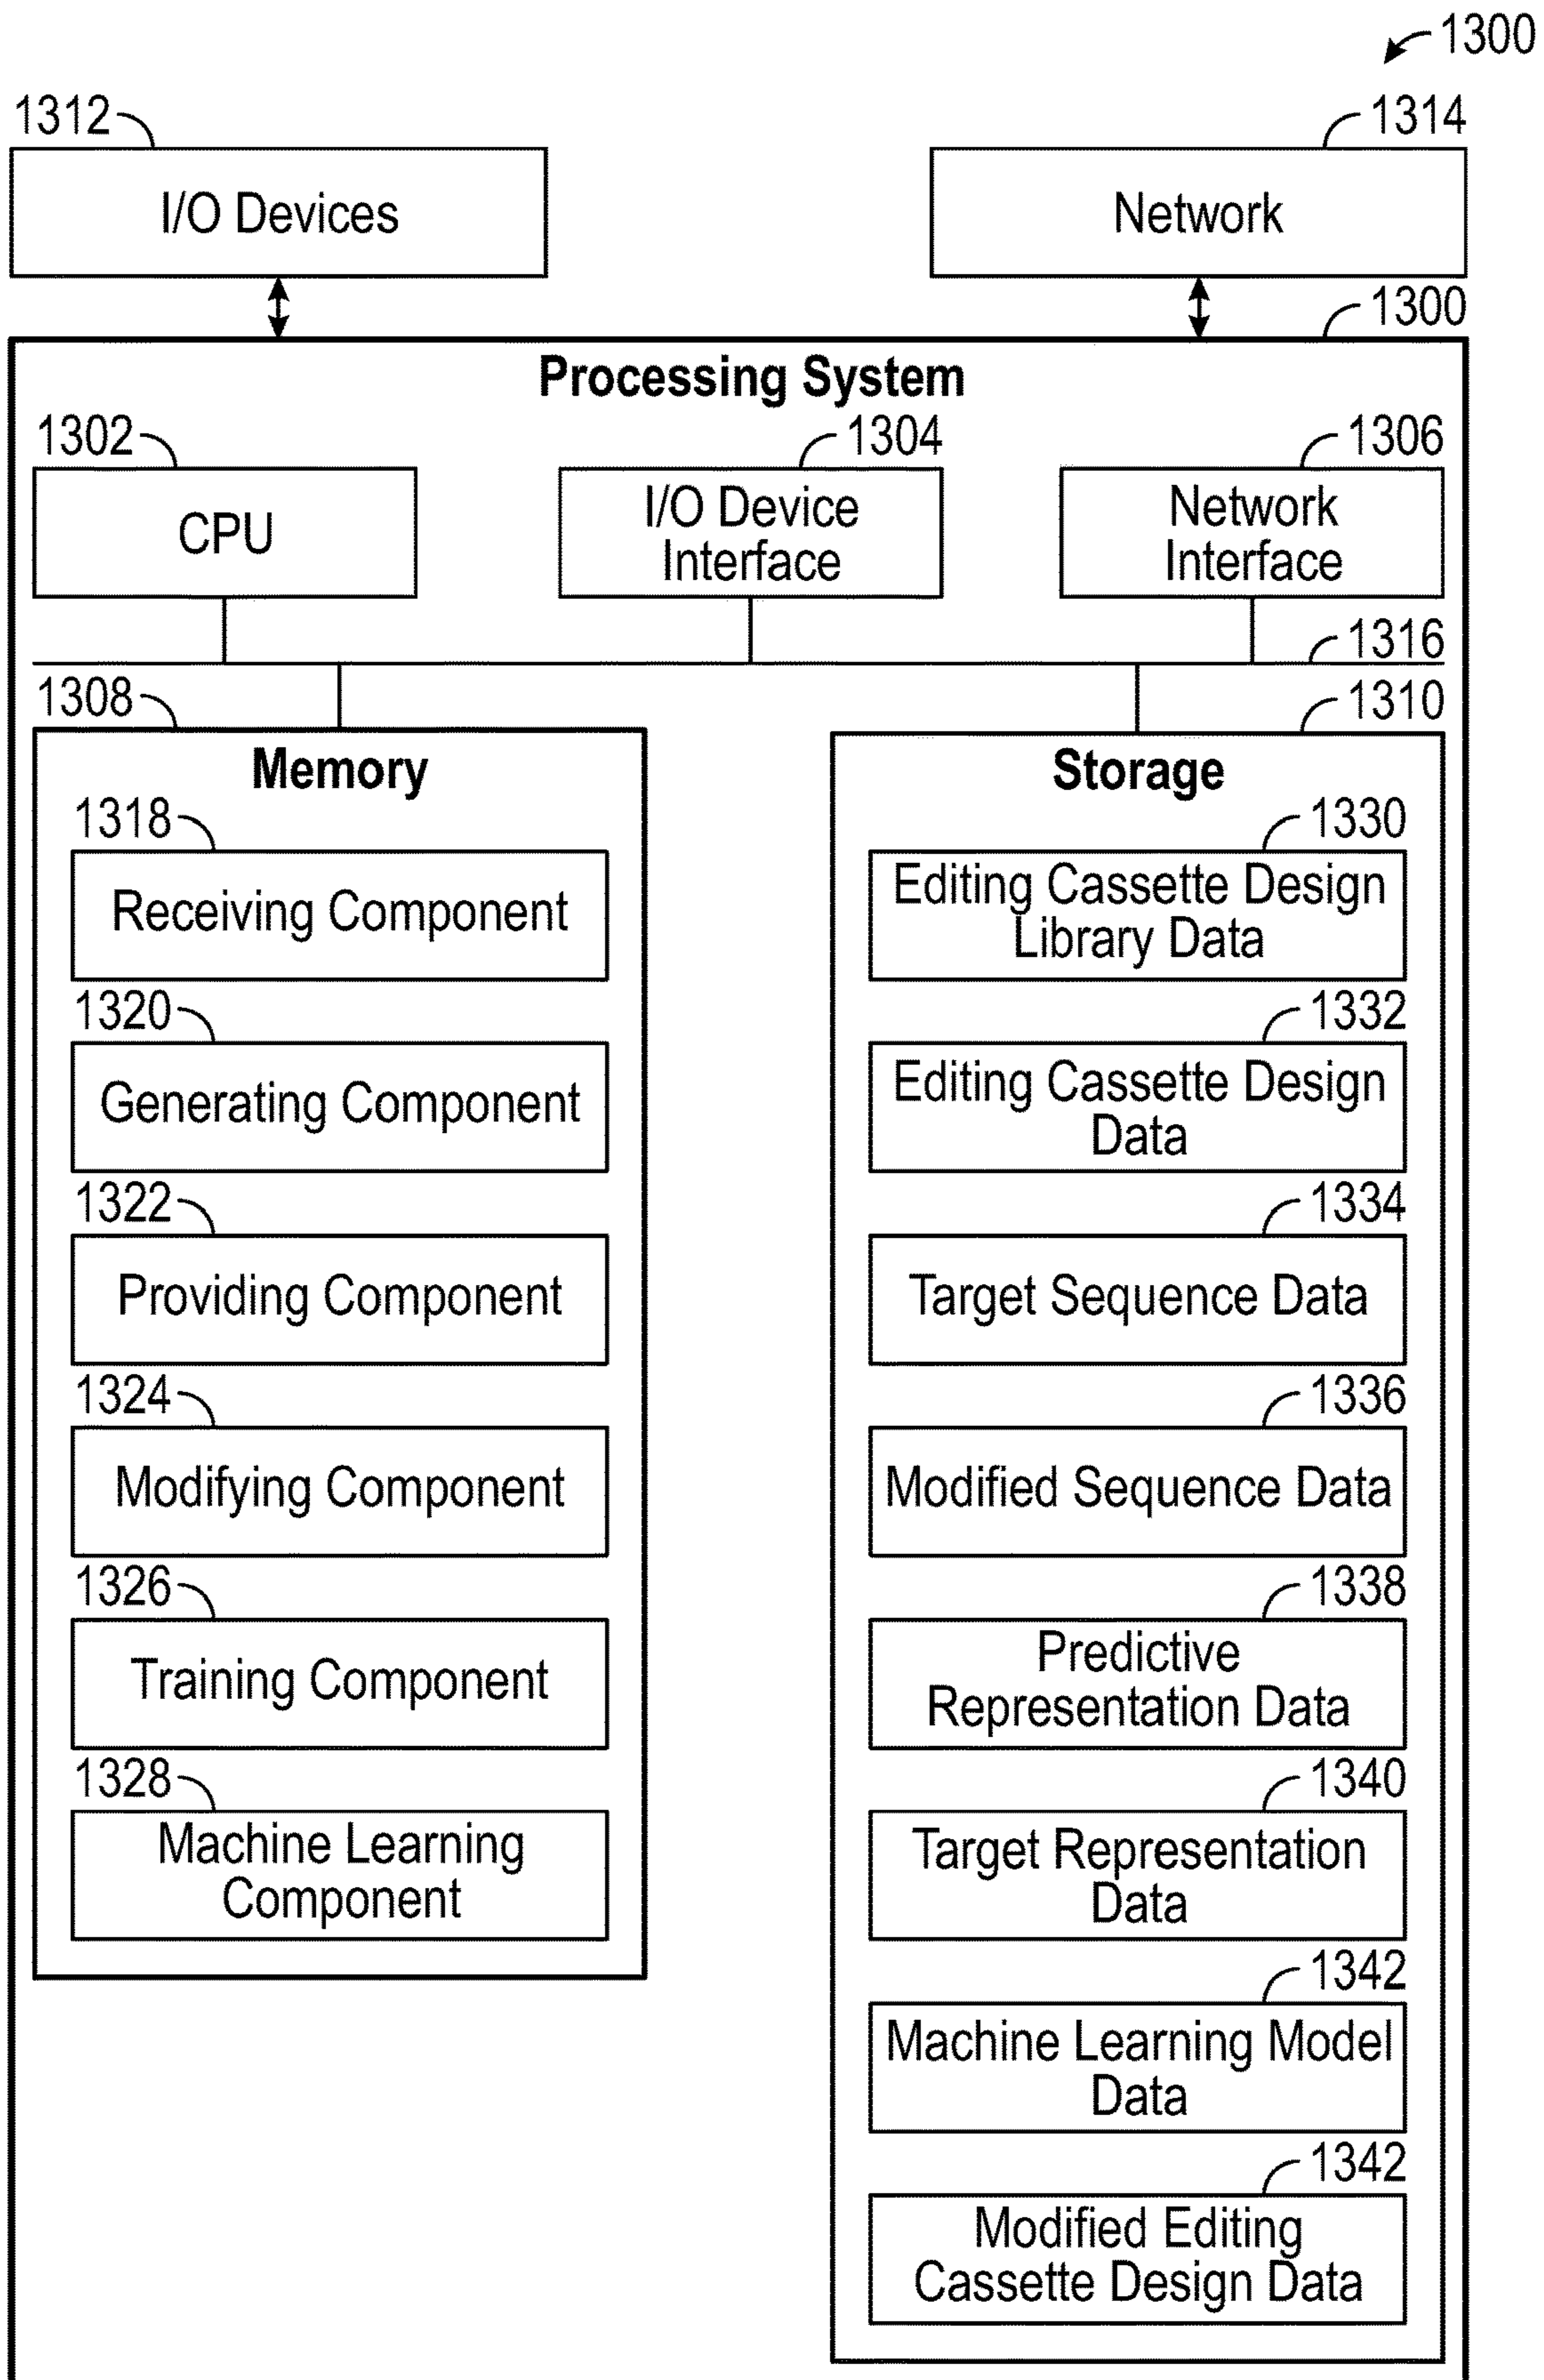 1300
1312
1314
I/O Devices
Network
1300
Processing System
1302
1304
1306
CPU
I/O Device
Interface
Network
Interface
1316
1308
1310
Memory
1318
Receiving Component
1320
Generating Component
1322
Providing Component
1324
Modifying Component
1326
Training Component
1328
Machine Learning
Component
Storage
1330
Editing Cassette Design
Library Data
1332
Editing Cassette Design
Data
1334
Target Sequence Data
1336
Modified Sequence Data
1338
Predictive
Representation Data
1340
Target Representation
Data
1342
Machine Learning Model
Data
1342
Modified Editing
Cassette Design Data